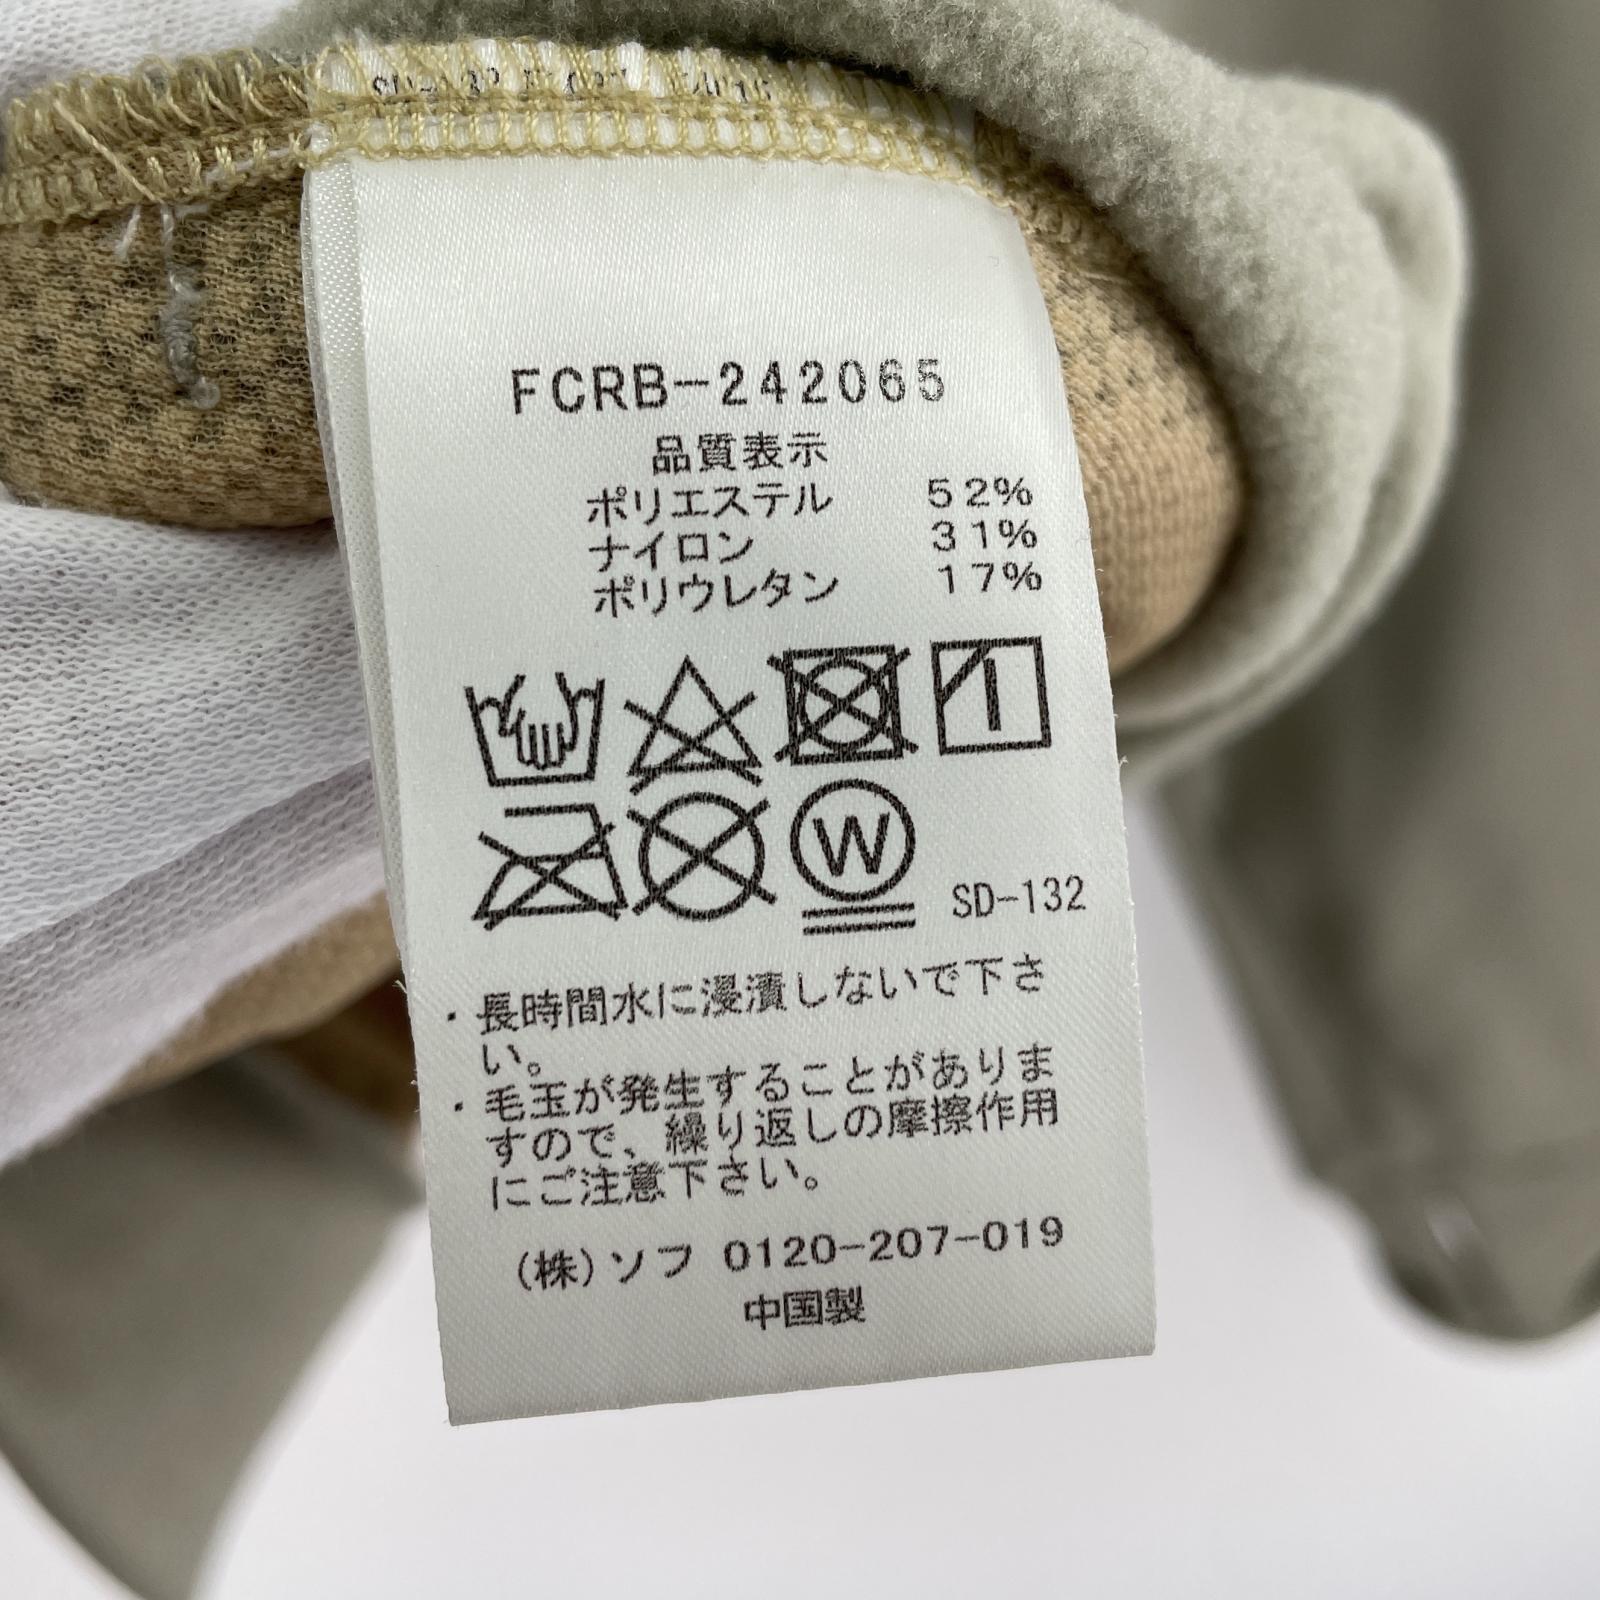 FCRB-242065
品質表示
ポリエステル 52%
ナイロン 31%
ポリウレタン 17%
W
SD-132
・長時間水に浸漬しないで下さ
い。
・毛玉が発生することがありま
すので、繰り返しの摩擦作用
にご注意下さい。
(株)ソフ 0120-207-019
中国製